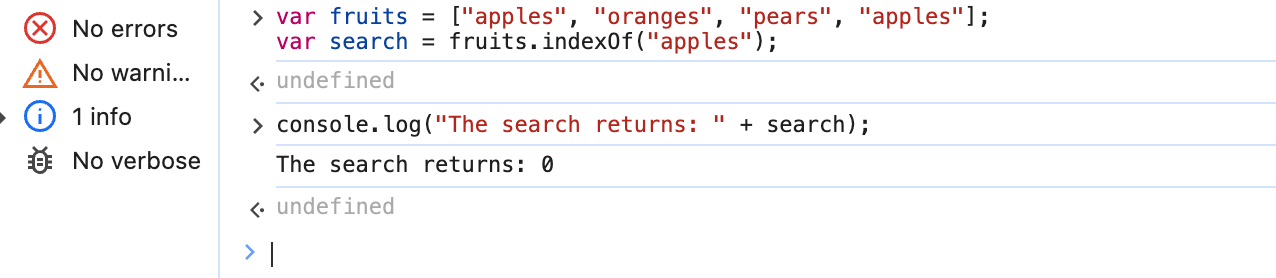 No errors
No warni...
1 info
No verbose
> var fruits = ["apples", "oranges", "pears", "apples"];
var search = fruits.indexOf("apples");
undefined
> console.log("The search returns: " + search);
The search returns: 0
undefined
>